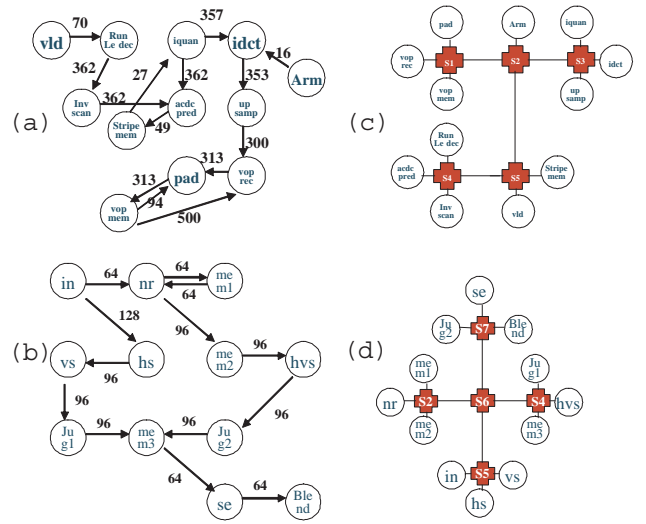 70
357
vld
Run
Le dec
iquan
idct
16
Arm
362
27
362
353
Inv
scan
362
acdc
pred
up
samp
Stripe
mem
49
(a)
300
313
pad
vop
rec
313
94
vop
mem
500
pad
Arm
iquan
vop
rec
S1
S2
S3
idct
vop
mem
up
samp
(c)
Run
Le dec
acdc
pred
S4
S5
Stripe
mem
Inv
scan
vld
in
64
nr
64
me
m1
64
128
96
(b)
vs
96
hs
me
m2
96
hvs
96
96
Ju
g1
96
me
m3
96
Ju
g2
64
se
64
Ble
nd
se
Ju
g2
S7
Ble
nd
(d)
me
m1
Ju
g1
nr
S2
S6
S4
hvs
me
m2
me
m3
in
S5
vs
hs